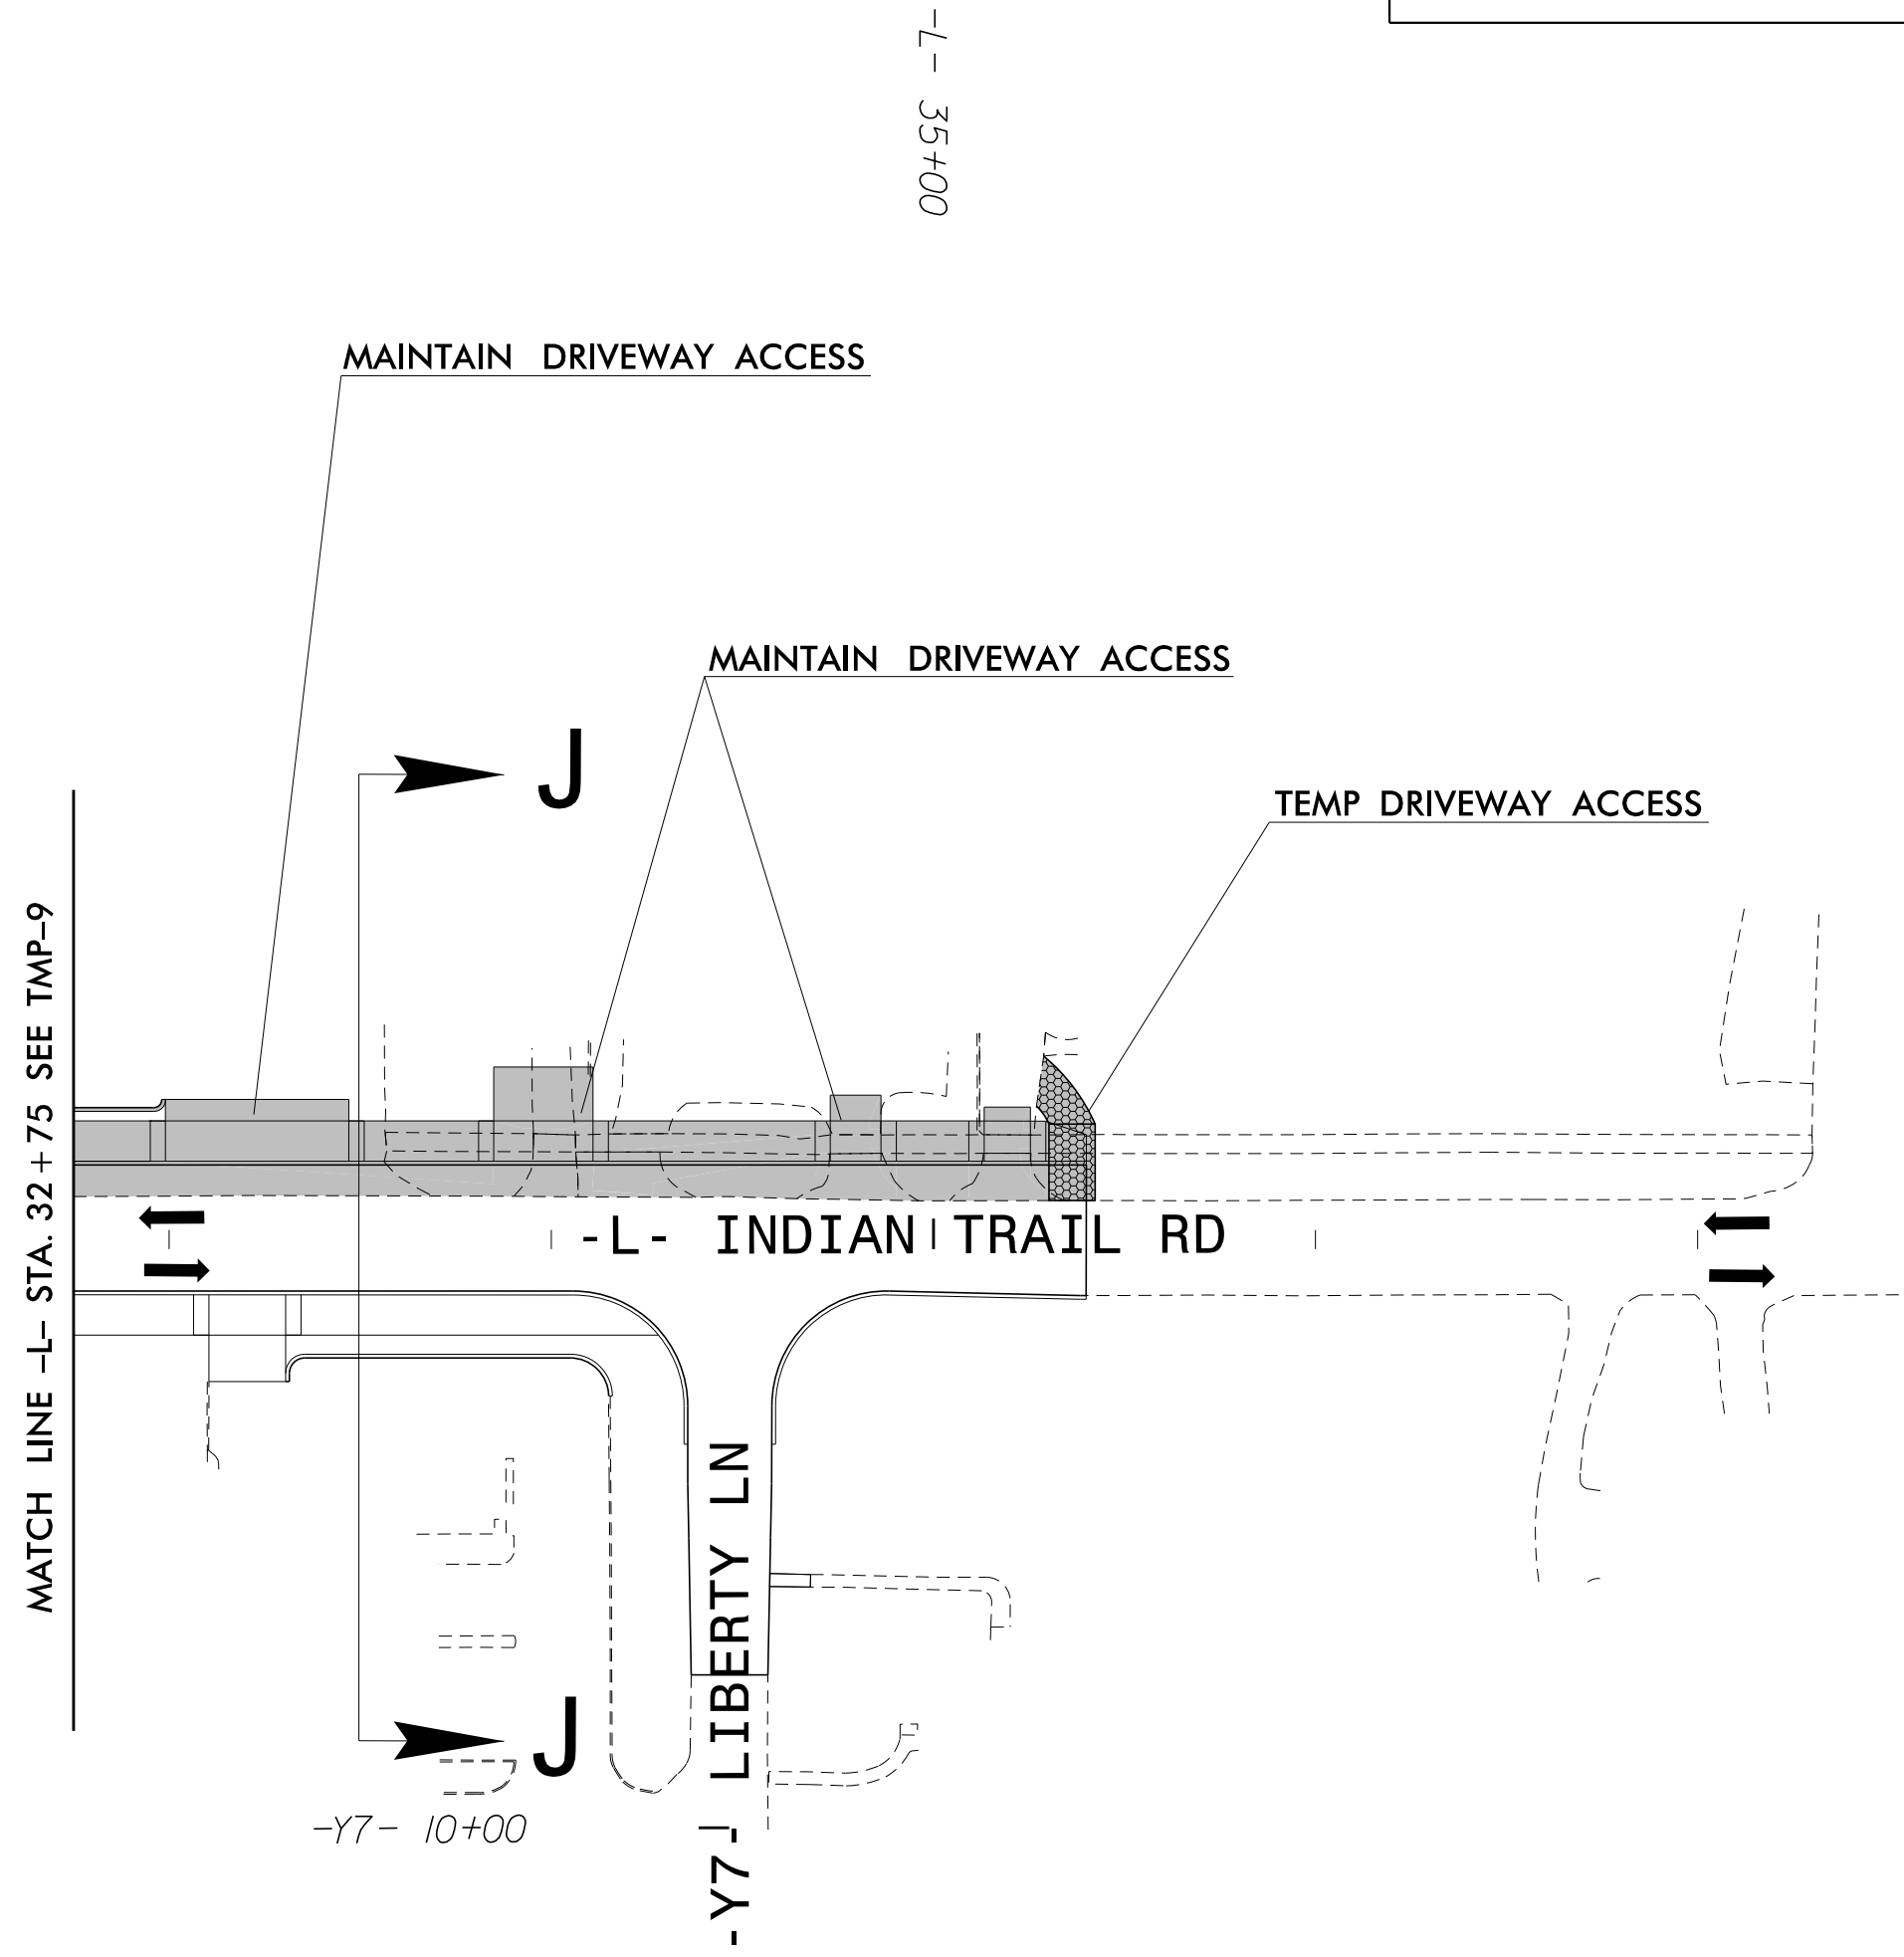 -L- 35+00
MAINTAIN DRIVEWAY ACCESS
MAINTAIN DRIVEWAY ACCESS
J
TEMP DRIVEWAY ACCESS
MATCH LINE -L- STA. 32+75 SEE TMP-9
-L- INDIAN TRAIL RD
J
-Y7- LIBERTY LN
-Y7- 10+00